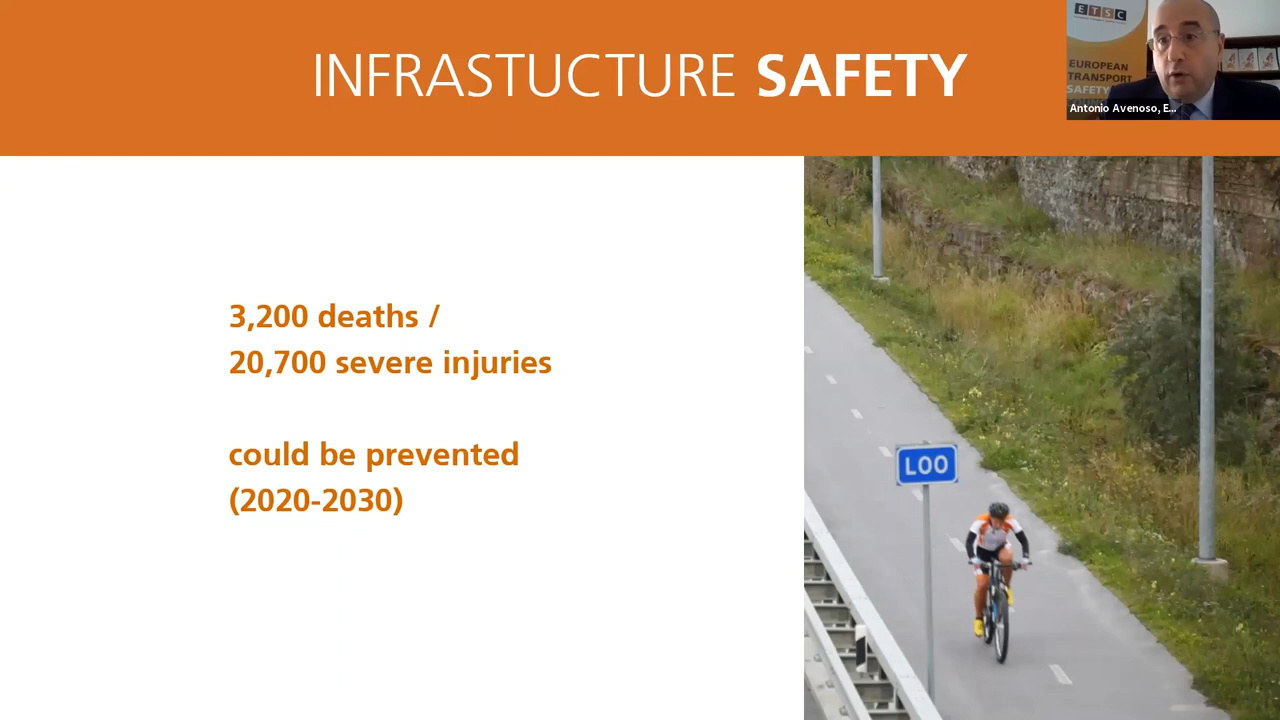 INFRASTUCTURE SAFETY
ETSC
EUROPEAN
TRANSPORT
SAFETY
Antonio Avenoso, E...
3,200 deaths /
20,700 severe injuries
could be prevented
(2020-2030)
LOO